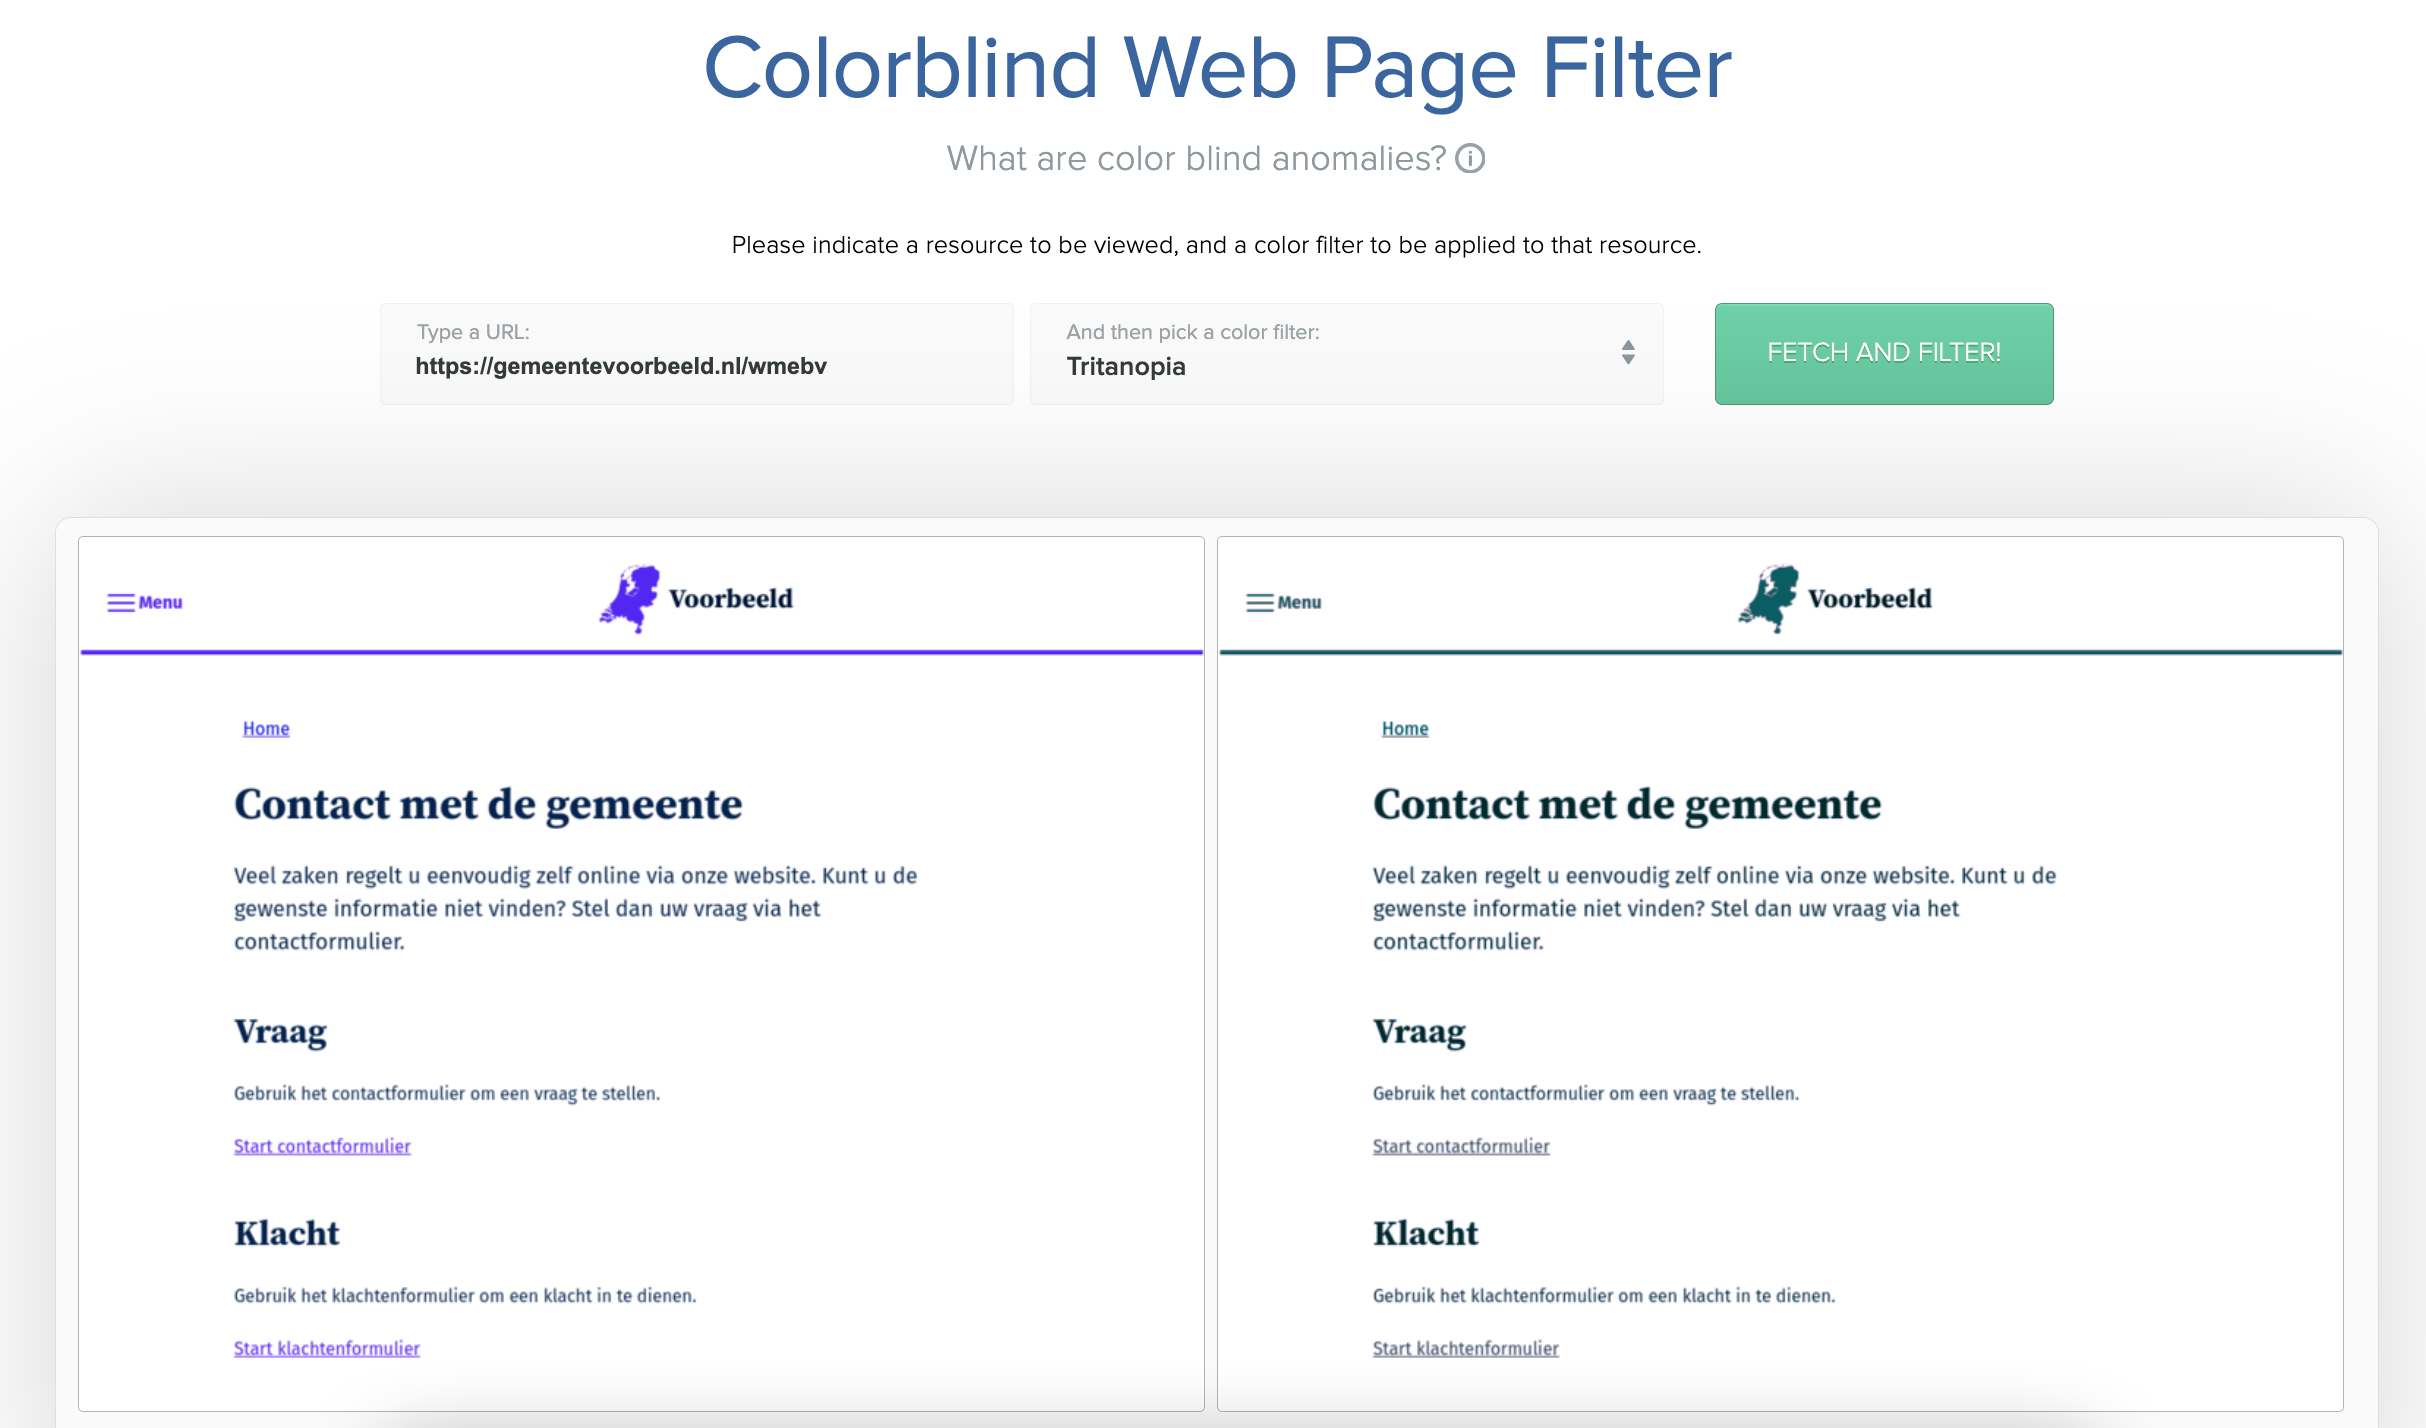 Colorblind Web Page Filter
What are color blind anomalies?
Please indicate a resource to be viewed, and a color filter to be applied to that resource.
Type a URL:
https://gemeentevoorbeeld.nl/wmebv
And then pick a color filter:
Tritanopia
FETCH AND FILTER!
Menu
Voorbeeld
Home
Contact met de gemeente
Veel zaken regelt u eenvoudig zelf online via onze website. Kunt u de
gewenste informatie niet vinden? Stel dan uw vraag via het
contactformulier.
Vraag
Gebruik het contactformulier om een vraag te stellen.
Start contactformulier
Klacht
Gebruik het klachtenformulier om een klacht in te dienen.
Start klachtenformulier
Menu
Voorbeeld
Home
Contact met de gemeente
Veel zaken regelt u eenvoudig zelf online via onze website. Kunt u de
gewenste informatie niet vinden? Stel dan uw vraag via het
contactformulier.
Vraag
Gebruik het contactformulier om een vraag te stellen.
Start contactformulier
Klacht
Gebruik het klachtenformulier om een klacht in te dienen.
Start klachtenformulier